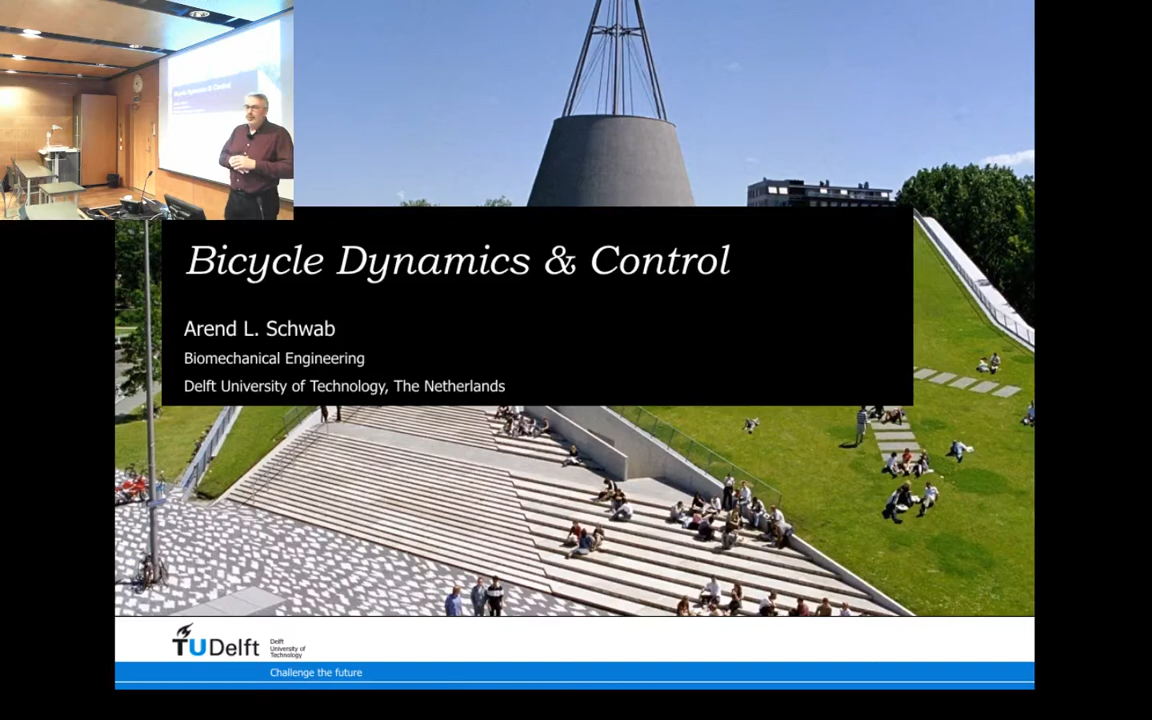 Bicycle Dynamics & Control
Arend L. Schwab
Biomechanical Engineering
Delft University of Technology, The Netherlands
TUDelft
Delft
University of
Technology
Challenge the future